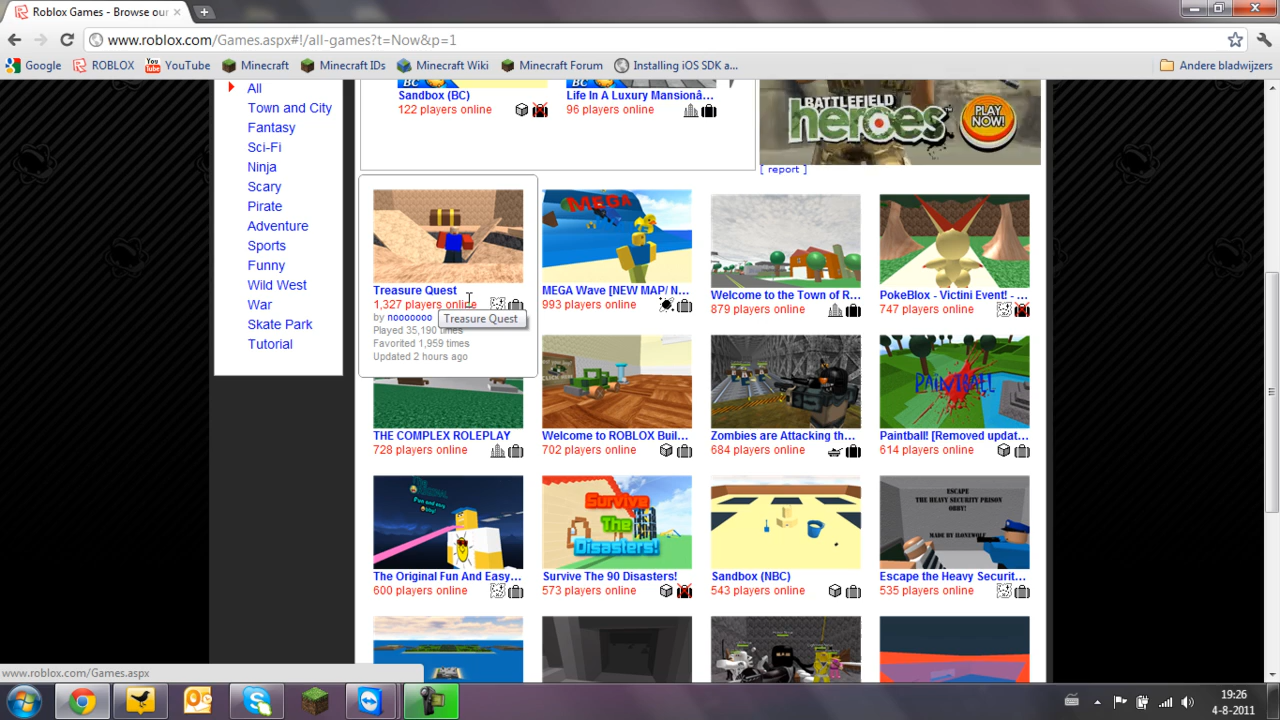 Roblox Games - Browse our
www.roblox.com/Games.aspx#!/all-games?t=Now&p=1
Google
ROBLOX
YouTube
Minecraft
Minecraft IDs
Minecraft Wiki
Minecraft Forum
Installing iOS SDK a...
Andere bladwijzers
All
Town and City
Fantasy
Sci-Fi
Ninja
Scary
Pirate
Adventure
Sports
Funny
Wild West
War
Skate Park
Tutorial
BC
BC
Sandbox (BC)
122 players online
Life In A Luxury Mansionâ...
96 players online
BATTLEFIELD
heroes
PLAY
NOW!
[ report ]
Treasure Quest
1,327 players online
by nooooooo
Treasure Quest
Played 35,190 times
Favorited 1,959 times
Updated 2 hours ago
MEGA
MEGA Wave [NEW MAP/ N...
993 players online
Welcome to the Town of R...
879 players online
PokeBlox - Victini Event! - ...
747 players online
THE COMPLEX ROLEPLAY
728 players online
Welcome to ROBLOX Buil...
702 players online
Zombies are Attacking th...
684 players online
PAINTBALL
Paintball! [Removed updat...
614 players online
Fun and easy
Obby!
The Original Fun And Easy...
600 players online
Survive
The
Disasters!
Survive The 90 Disasters!
573 players online
Sandbox (NBC)
543 players online
ESCAPE
THE HEAVY SECURITY PRISON
OBBY!
Escape the Heavy Securit...
535 players online
www.roblox.com/Games.aspx
19:26
4-8-2011